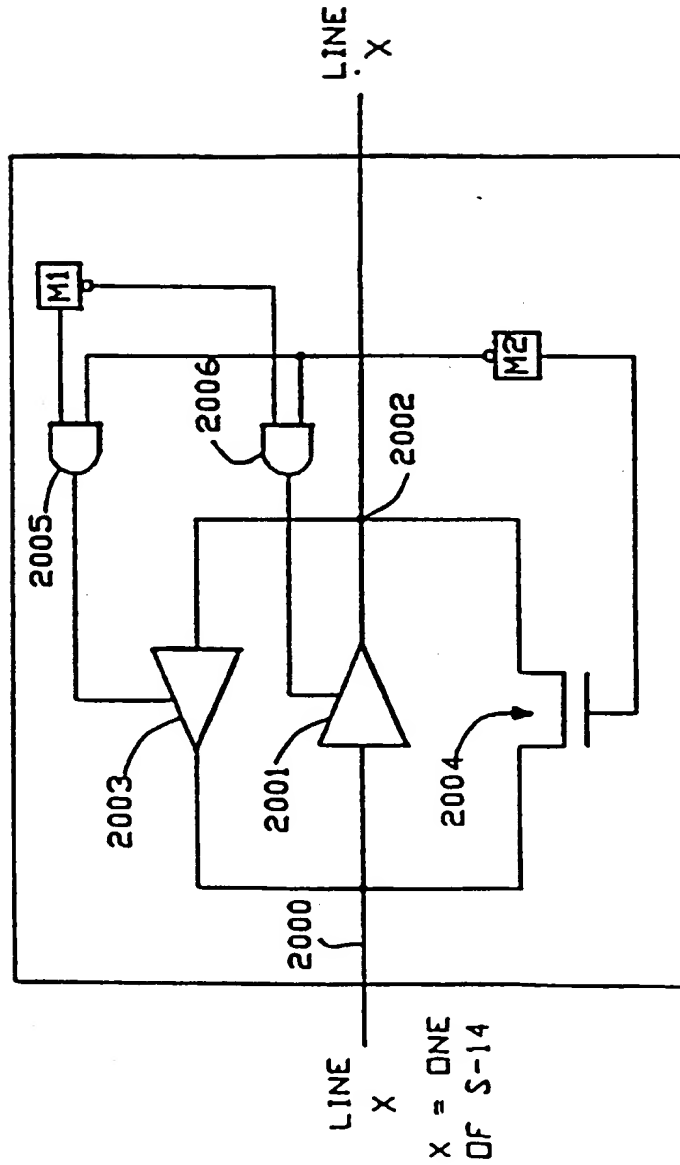 LINE
X
M1
2005
2006
M2
2003
2001
2002
2004
2000
LINE
X
X = ONE
OF S-14